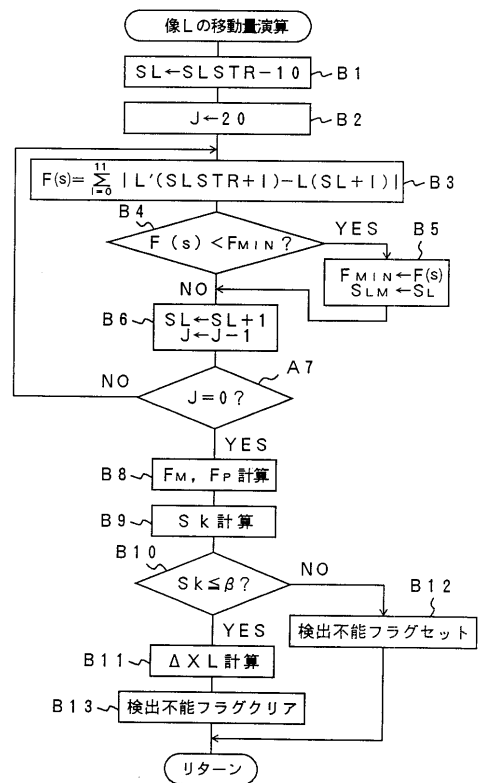 像Lの移動量演算
SL←SLSTR-10
B1
J←20
B2
F(s)=Σ|L'(SLSTR+I)-L(SL+I)|
11
I=0
B3
B4
F(s)<FMIN?
YES
B5
FMIN←F(s)
SLM←SL
NO
B6
SL←SL+1
J←J-1
A7
NO
J=0?
YES
B8
FM, FP計算
B9
Sk計算
B10
Sk≦β?
NO
B12
検出不能フラグセット
YES
B11
ΔXL計算
B13
検出不能フラグクリア
リターン